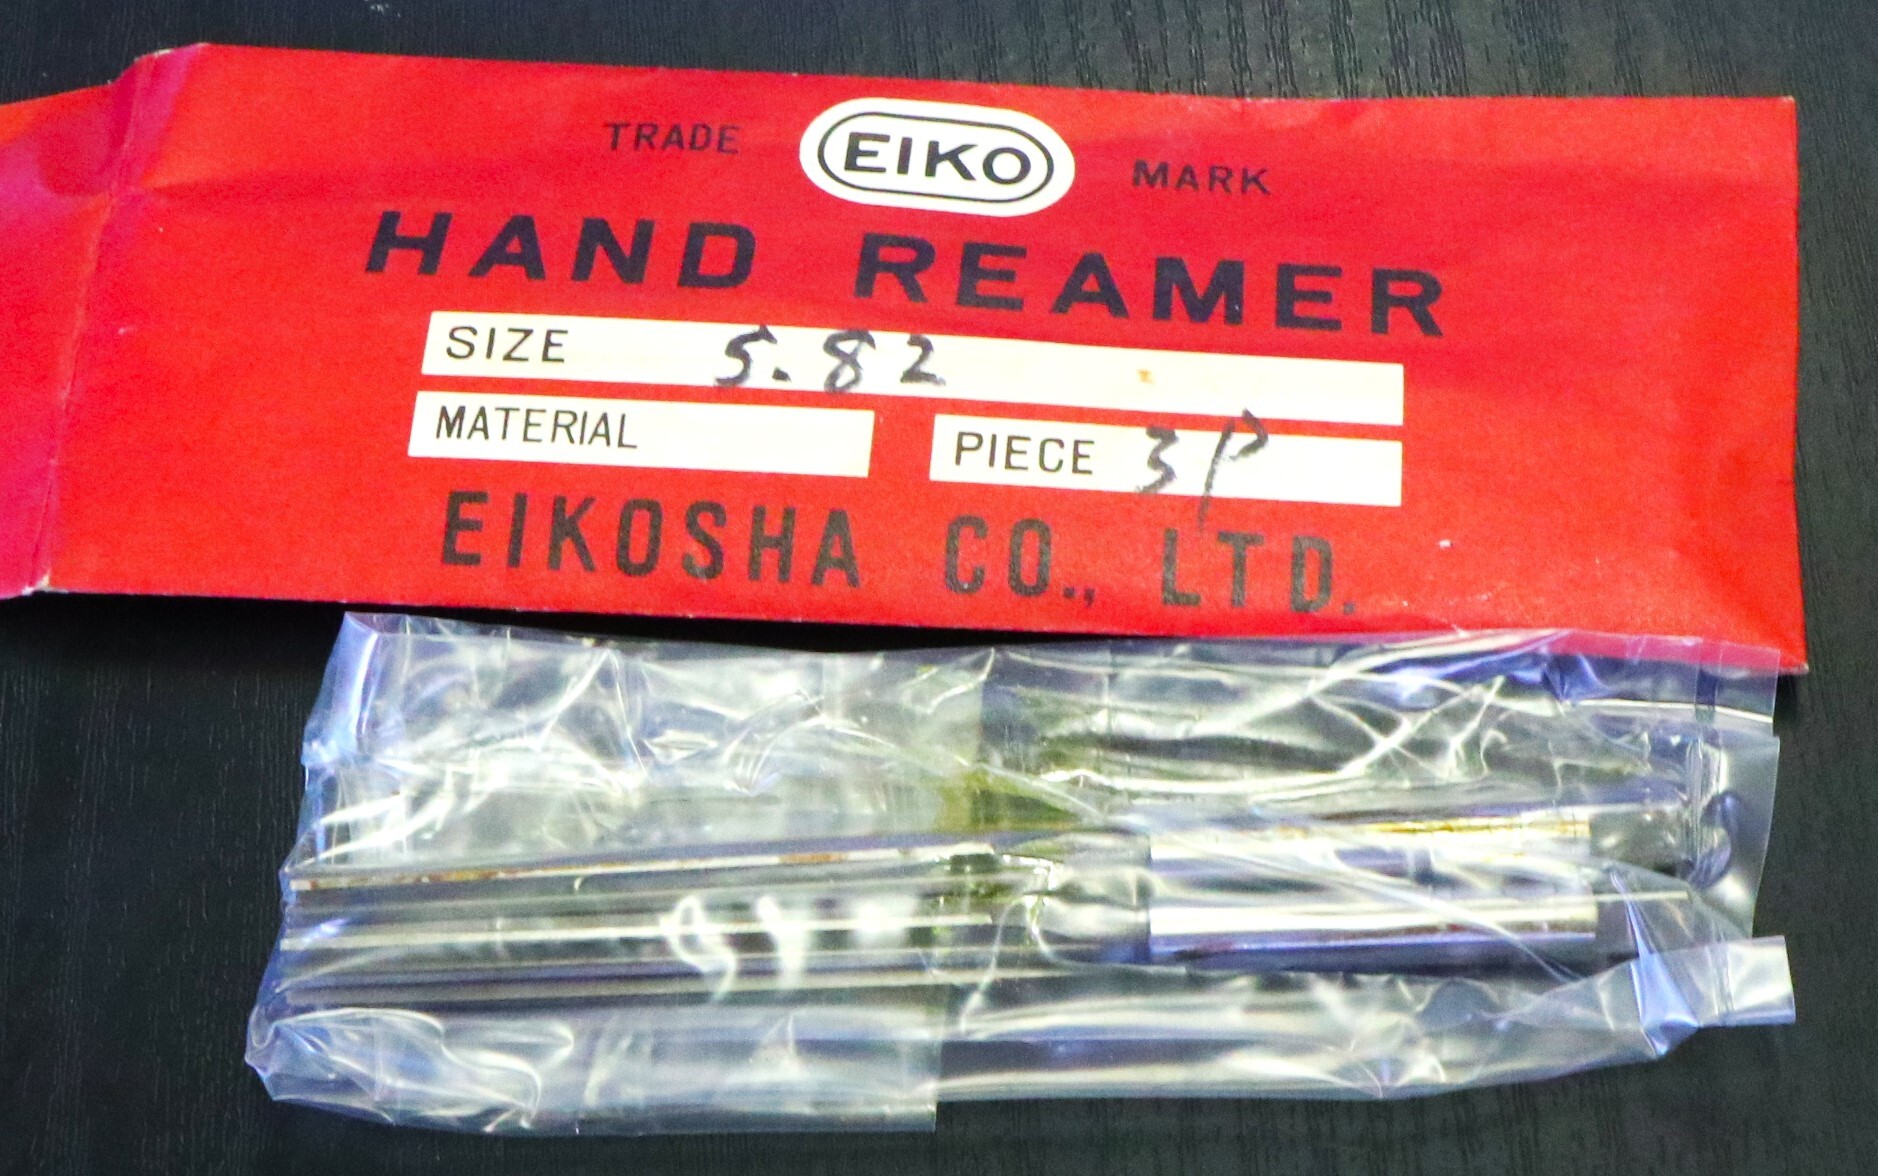 TRADE EIKO MARK
HAND REAMER
SIZE 5.82
MATERIAL
PIECE 3P
EIKOSHA CO., LTD.